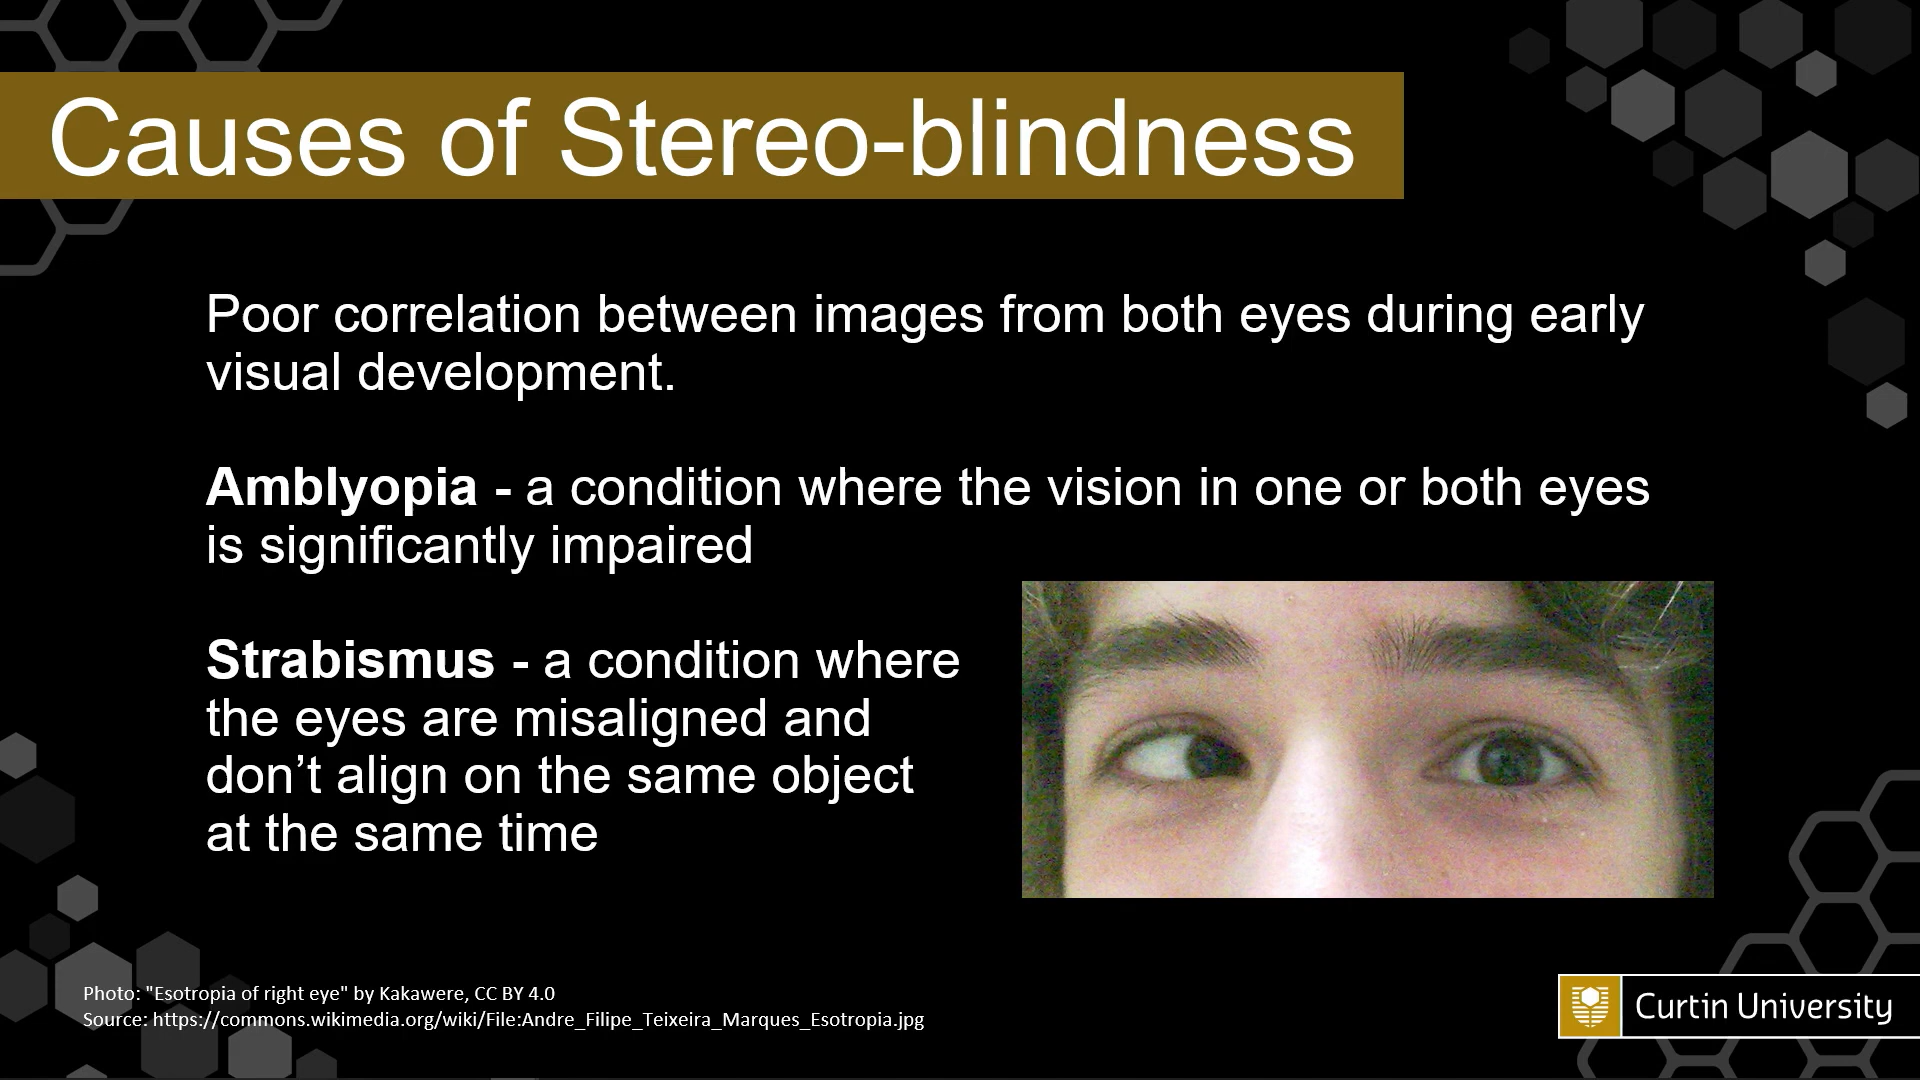 Causes of Stereo-blindness
Poor correlation between images from both eyes during early
visual development.
Amblyopia - a condition where the vision in one or both eyes
is significantly impaired
Strabismus - a condition where
the eyes are misaligned and
don’t align on the same object
at the same time
Photo: "Esotropia of right eye" by Kakawere, CC BY 4.0
Source: https://commons.wikimedia.org/wiki/File:Andre_Filipe_Teixeira_Marques_Esotropia.jpg
Curtin University